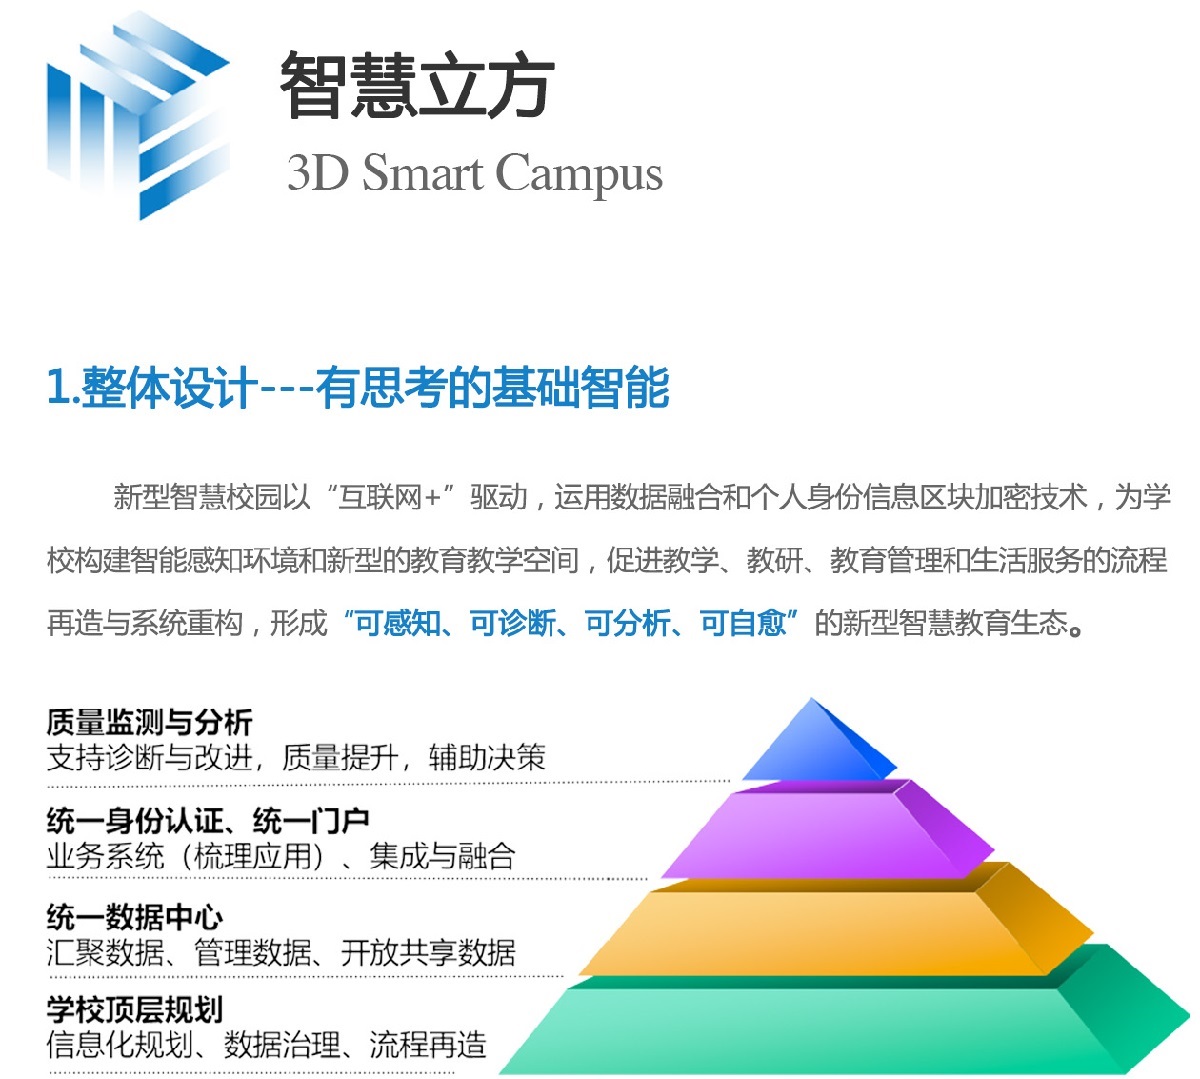 智慧立方
3D Smart Campus
1.整体设计---有思考的基础智能
新型智慧校园以“互联网+”驱动，运用数据融合和个人身份信息区块加密技术，为学
校构建智能感知环境和新型的教育教学空间，促进教学、教研、教育管理和生活服务的流程
再造与系统重构，形成“可感知、可诊断、可分析、可自愈”的新型智慧教育生态。
质量监测与分析
支持诊断与改进，质量提升，辅助决策
统一身份认证、统一门户
业务系统（梳理应用）、集成与融合
统一数据中心
汇聚数据、管理数据、开放共享数据
学校顶层规划
信息化规划、数据治理、流程再造